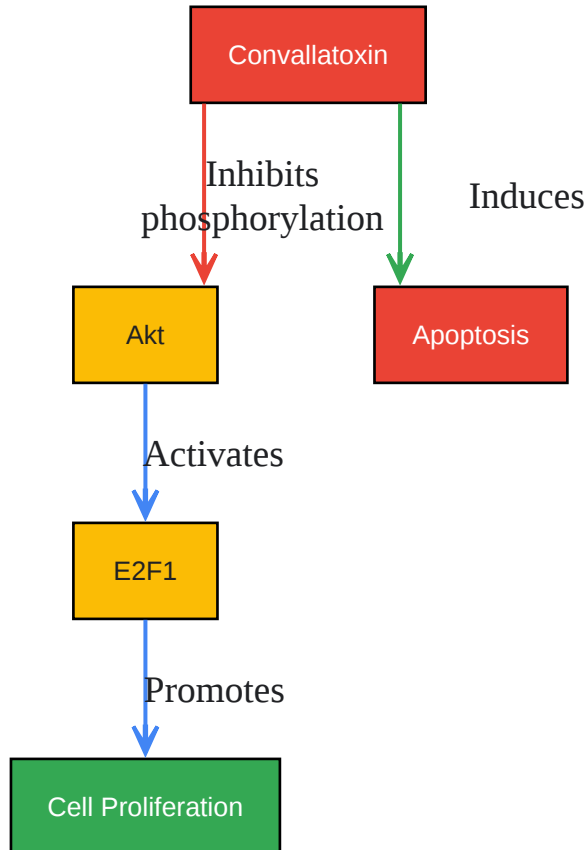 Convallatoxin
Inhibits
phosphorylation
Induces
Akt
Apoptosis
Activates
E2F1
Promotes
Cell Proliferation